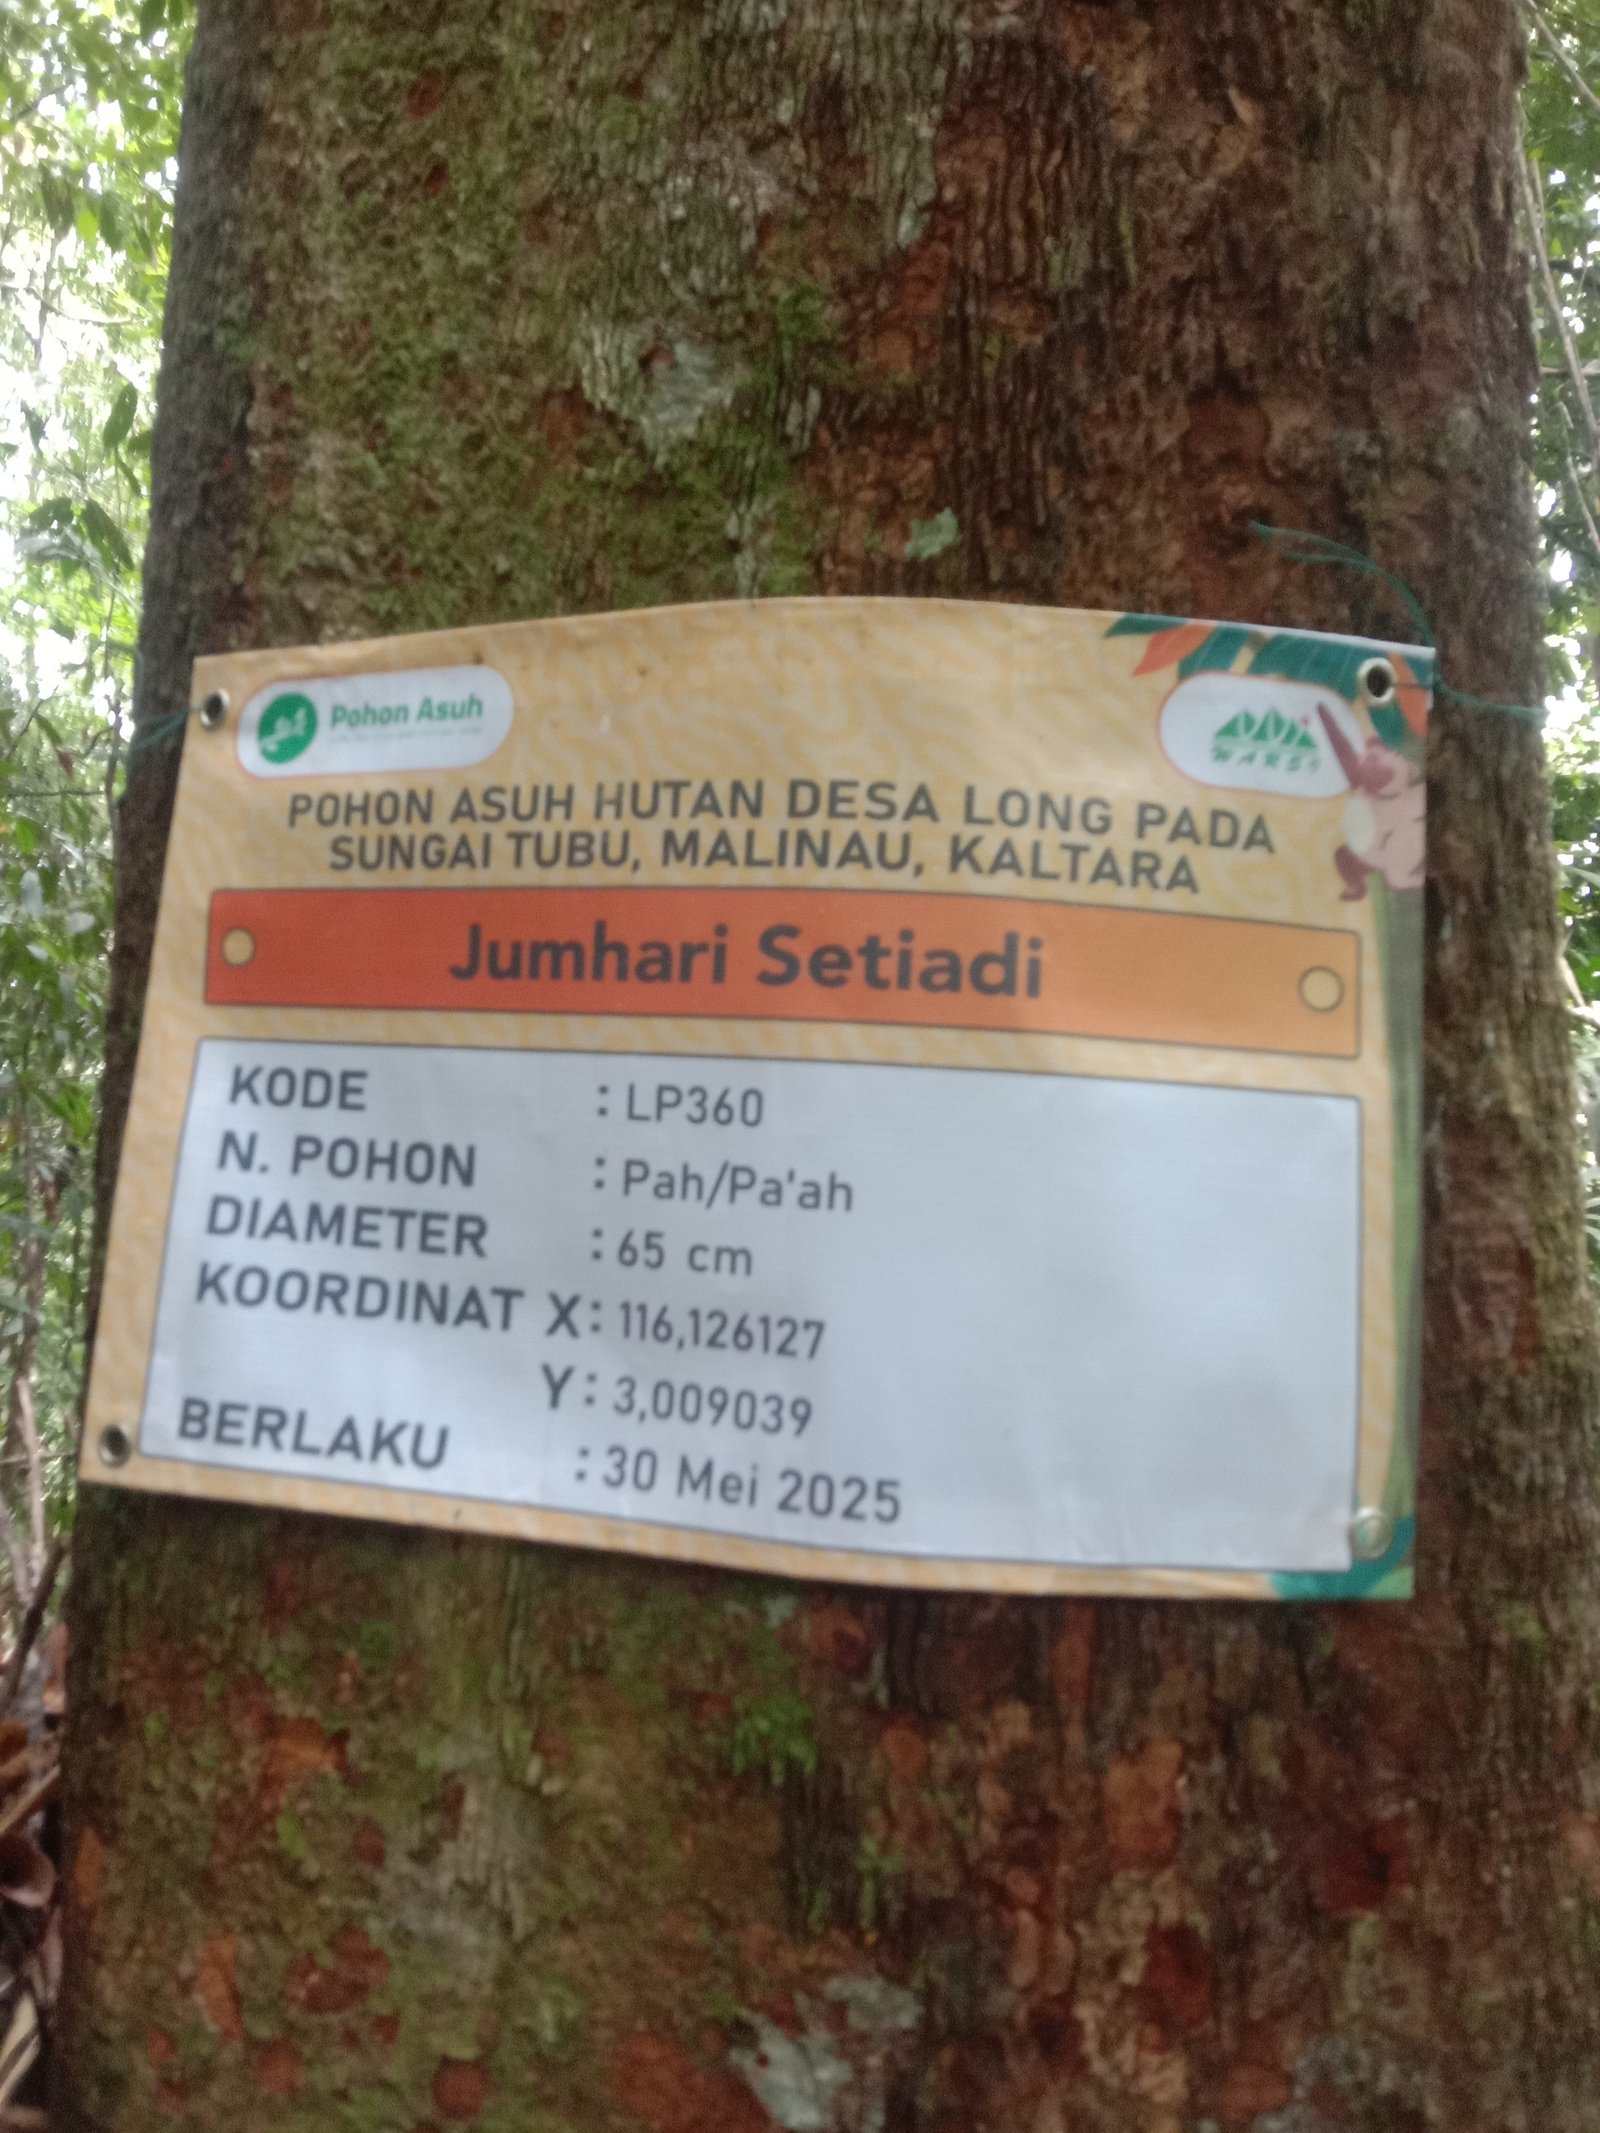 Pohon Asuh
WARSI
POHON ASUH HUTAN DESA LONG PADA
SUNGAI TUBU, MALINAU, KALTARA
Jumhari Setiadi
KODE : LP360
N. POHON : Pah/Pa'ah
DIAMETER : 65 cm
KOORDINAT X : 116,126127
Y : 3,009039
BERLAKU : 30 Mei 2025